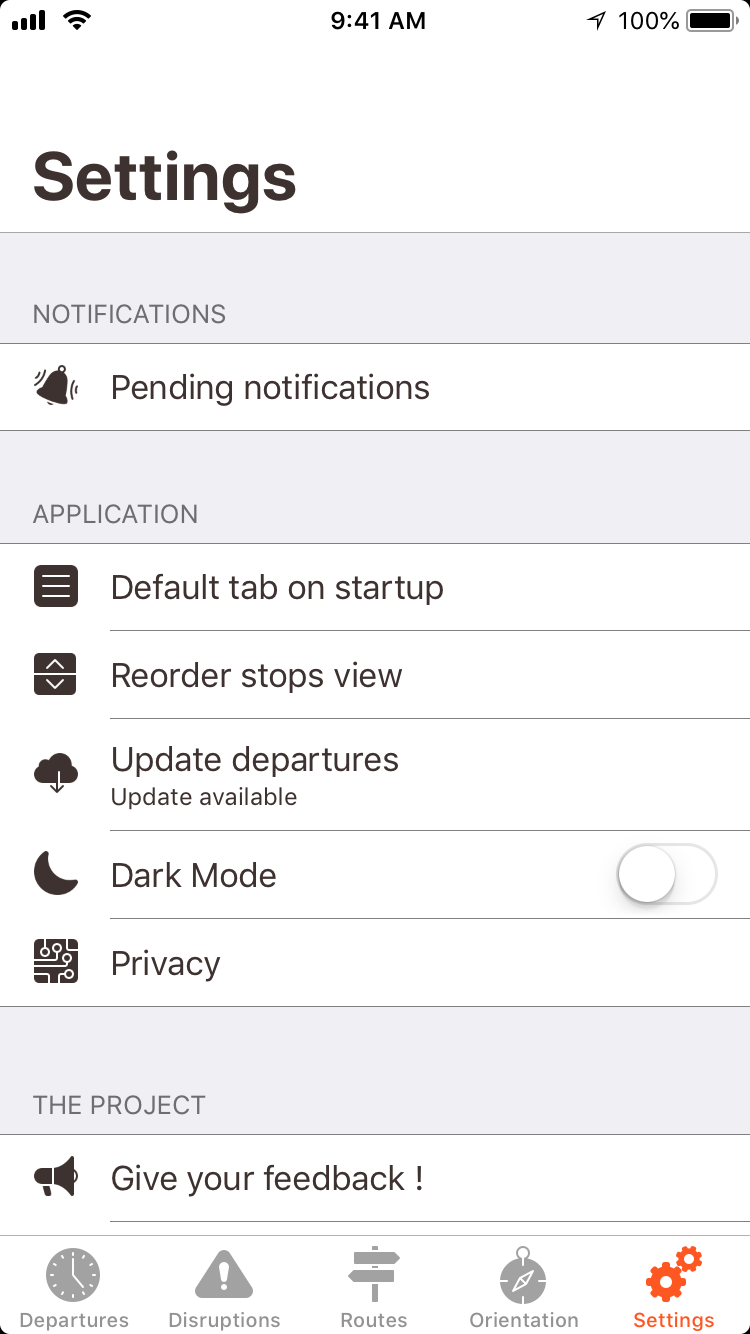 9:41 AM
100%
Settings
NOTIFICATIONS
Pending notifications
APPLICATION
Default tab on startup
Reorder stops view
Update departures
Update available
Dark Mode
Privacy
THE PROJECT
Give your feedback !
Departures
Disruptions
Routes
Orientation
Settings